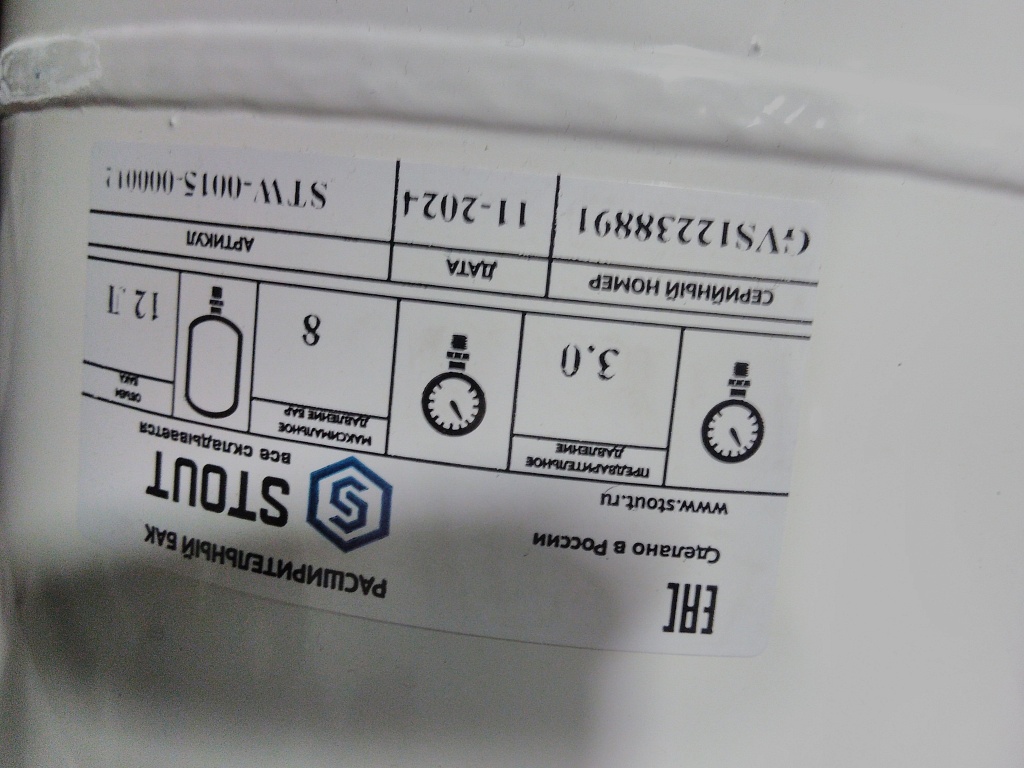 EAC
Сделано в России
www.stout.ru
РАСШИРИТЕЛЬНЫЙ БАК
STOUT
все складывается
ПРЕДВАРИТЕЛЬНОЕ
ДАВЛЕНИЕ
3.0
МАКСИМАЛЬНОЕ
ДАВЛЕНИЕ БАР
8
ОБЪЕМ
БАКА
12 Л
СЕРИЙНЫЙ НОМЕР
GVS12238891
ДАТА
11-2024
АРТИКУЛ
STW-0015-000012